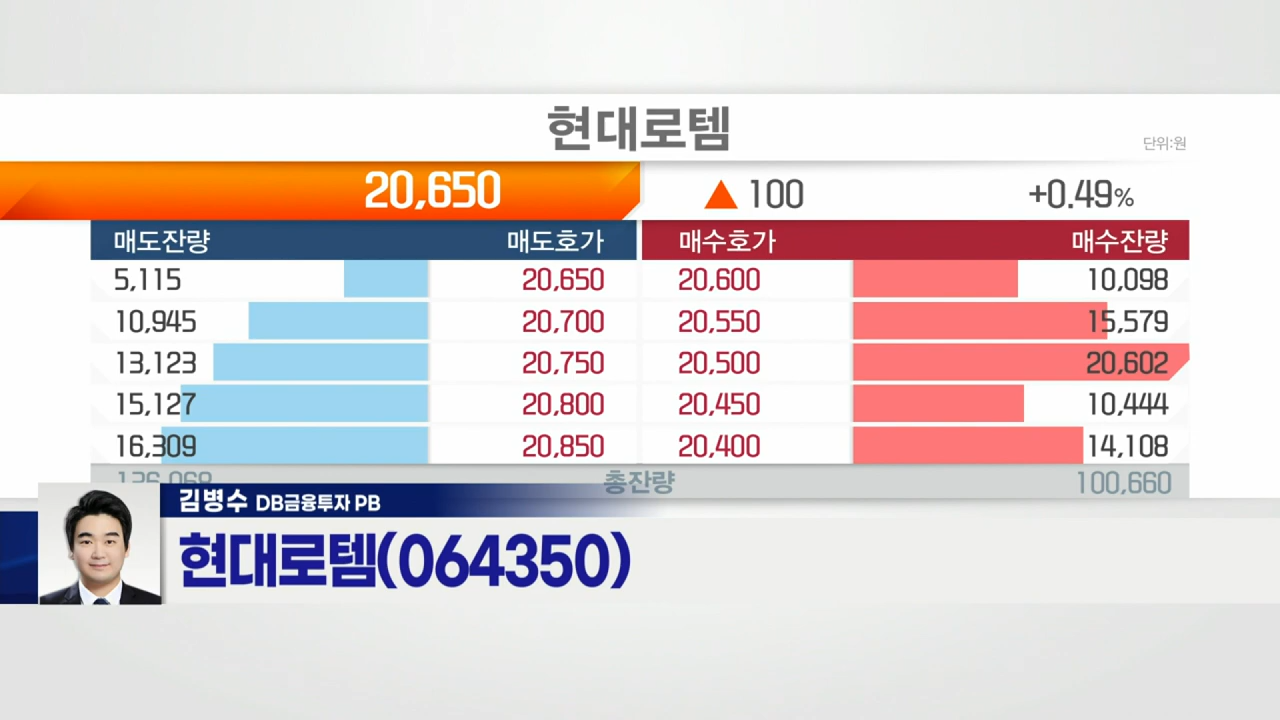 현대로템
단위:원
20,650 ▲ 100 +0.49%
매도잔량 매도호가 매수호가 매수잔량
5,115 20,650 20,600 10,098
10,945 20,700 20,550 15,579
13,123 20,750 20,500 20,602
15,127 20,800 20,450 10,444
16,309 20,850 20,400 14,108
총잔량 100,660
김병수 DB금융투자 PB
현대로템(064350)